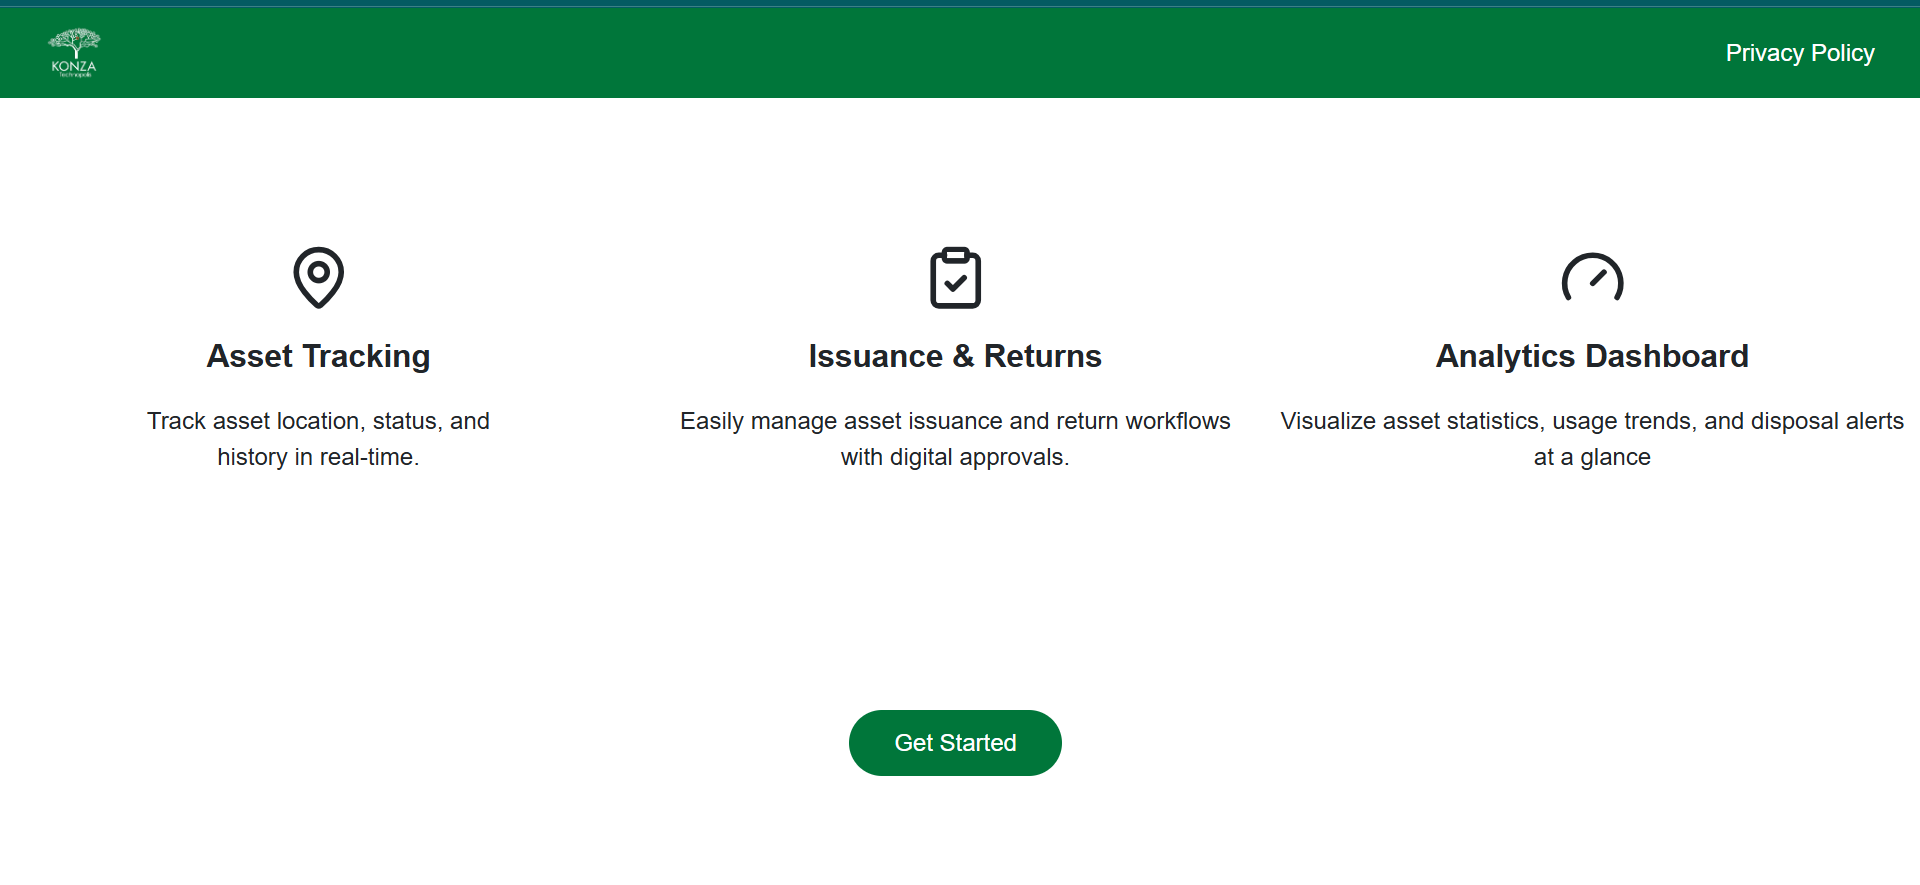 KONZA
Technopolis
Privacy Policy
Asset Tracking
Track asset location, status, and
history in real-time.
Issuance & Returns
Easily manage asset issuance and return workflows
with digital approvals.
Analytics Dashboard
Visualize asset statistics, usage trends, and disposal alerts
at a glance
Get Started